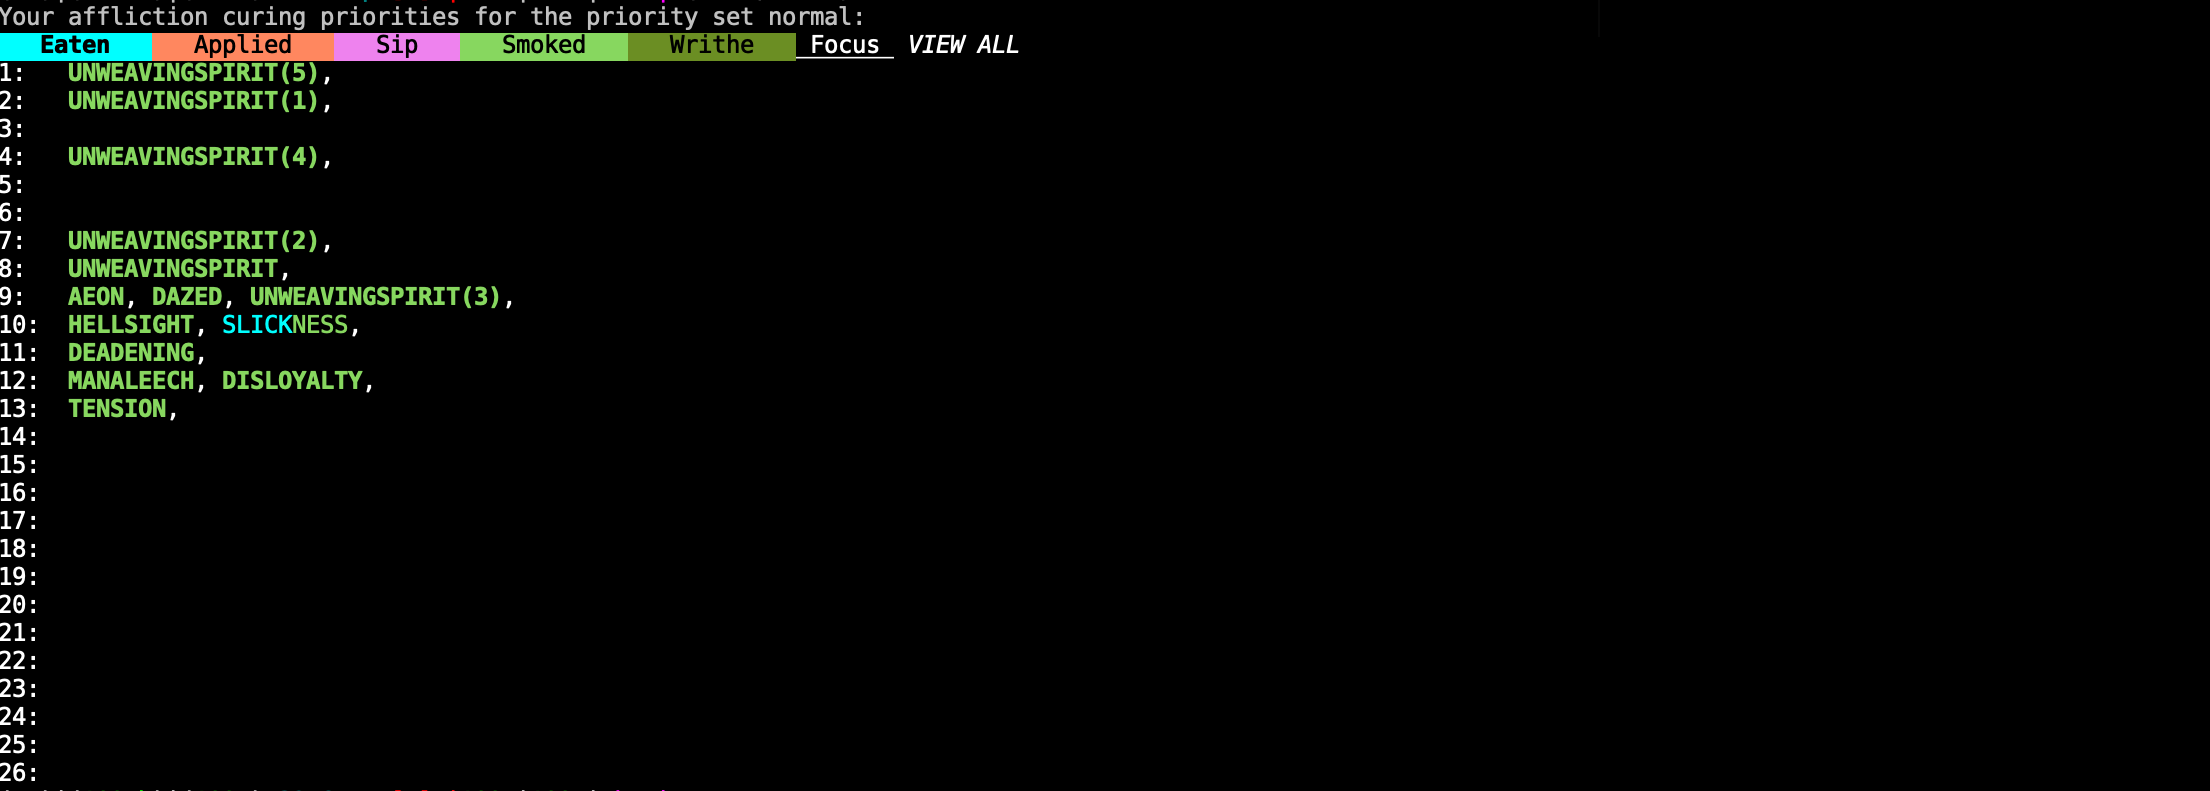 Your affliction curing priorities for the priority set normal:
Eaten Applied Sip Smoked Writhe Focus VIEW ALL
1: UNWEAVINGSPIRIT(5),
2: UNWEAVINGSPIRIT(1),
3:
4: UNWEAVINGSPIRIT(4),
5:
6:
7: UNWEAVINGSPIRIT(2),
8: UNWEAVINGSPIRIT,
9: AEON, DAZED, UNWEAVINGSPIRIT(3),
10: HELLSIGHT, SLICKNESS,
11: DEADENING,
12: MANALEECH, DISLOYALTY,
13: TENSION,
14:
15:
16:
17:
18:
19:
20:
21:
22:
23:
24:
25:
26: